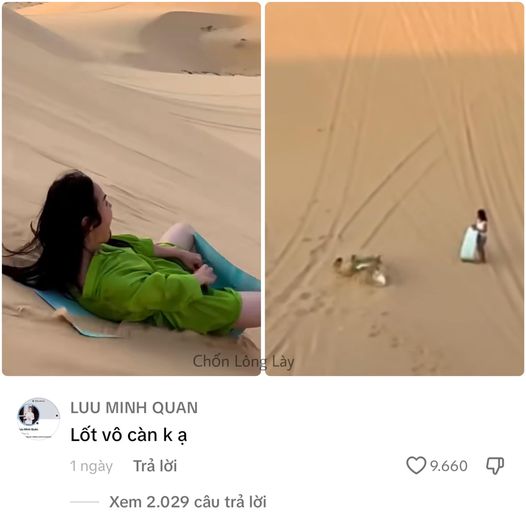 Chốn Lông Lày
LUU MINH QUAN
Lốt vô càn k ạ
1 ngày Trả lời
9.660
Xem 2.029 câu trả lời